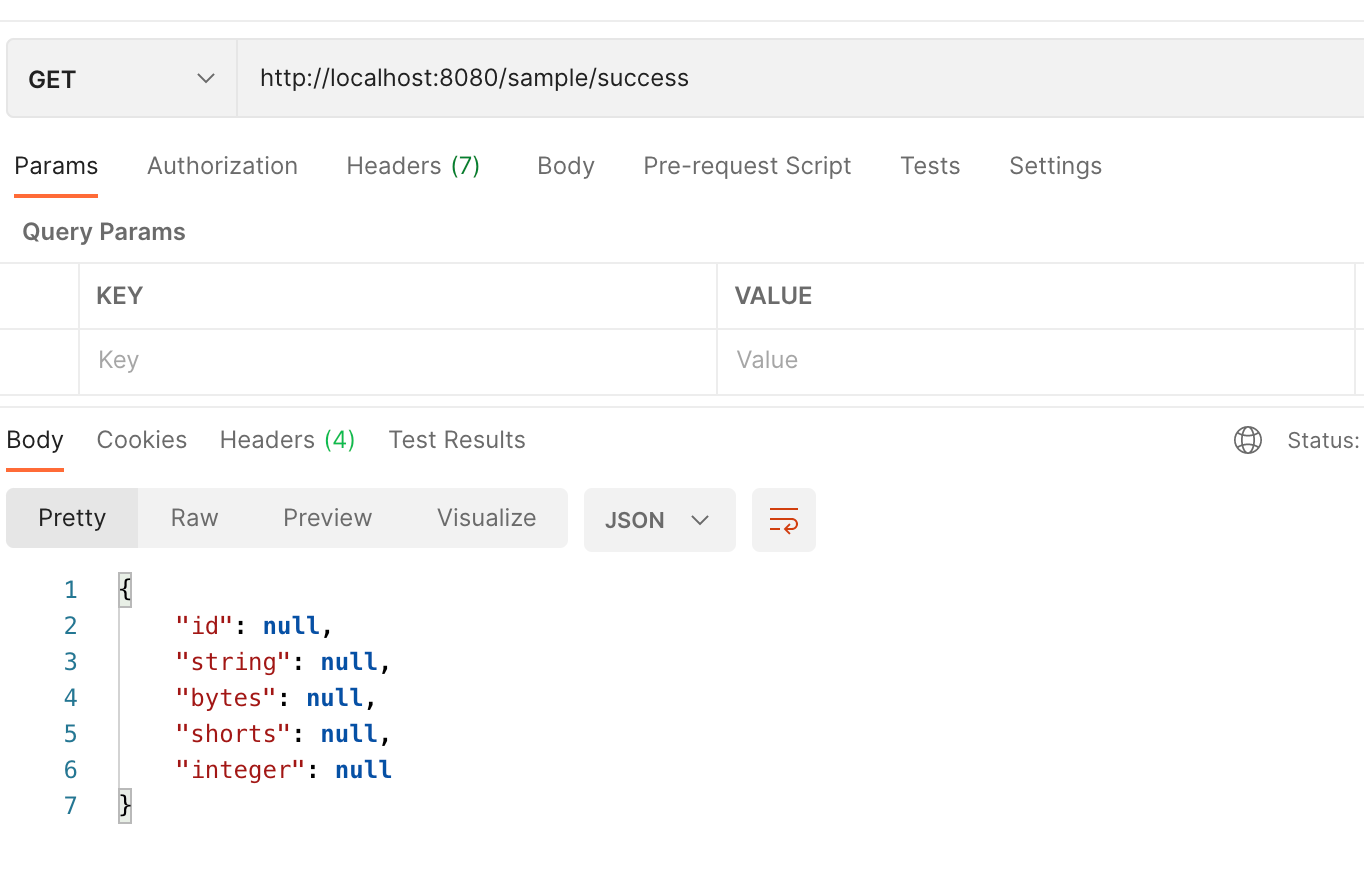 GET http://localhost:8080/sample/success
Params Authorization Headers (7) Body Pre-request Script Tests Settings
Query Params
KEY VALUE
Key Value
Body Cookies Headers (4) Test Results Status:
Pretty Raw Preview Visualize JSON
1 {
2 "id": null,
3 "string": null,
4 "bytes": null,
5 "shorts": null,
6 "integer": null
7 }